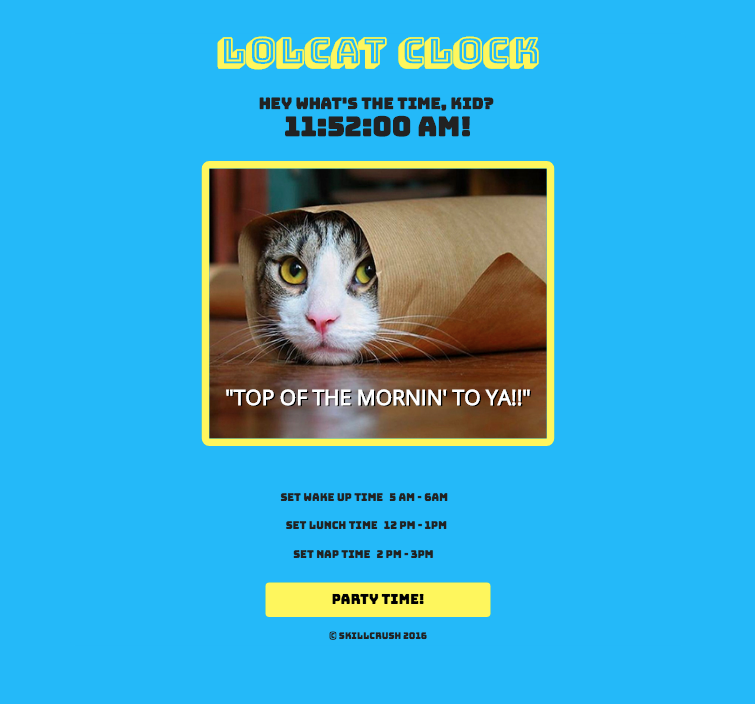 LOLCAT CLOCK
HEY WHAT'S THE TIME, KID?
11:52:00 AM!
"TOP OF THE MORNIN' TO YA!!"
SET WAKE UP TIME 5 AM - 6AM
SET LUNCH TIME 12 PM - 1PM
SET NAP TIME 2 PM - 3PM
PARTY TIME!
© SKILLCRUSH 2016